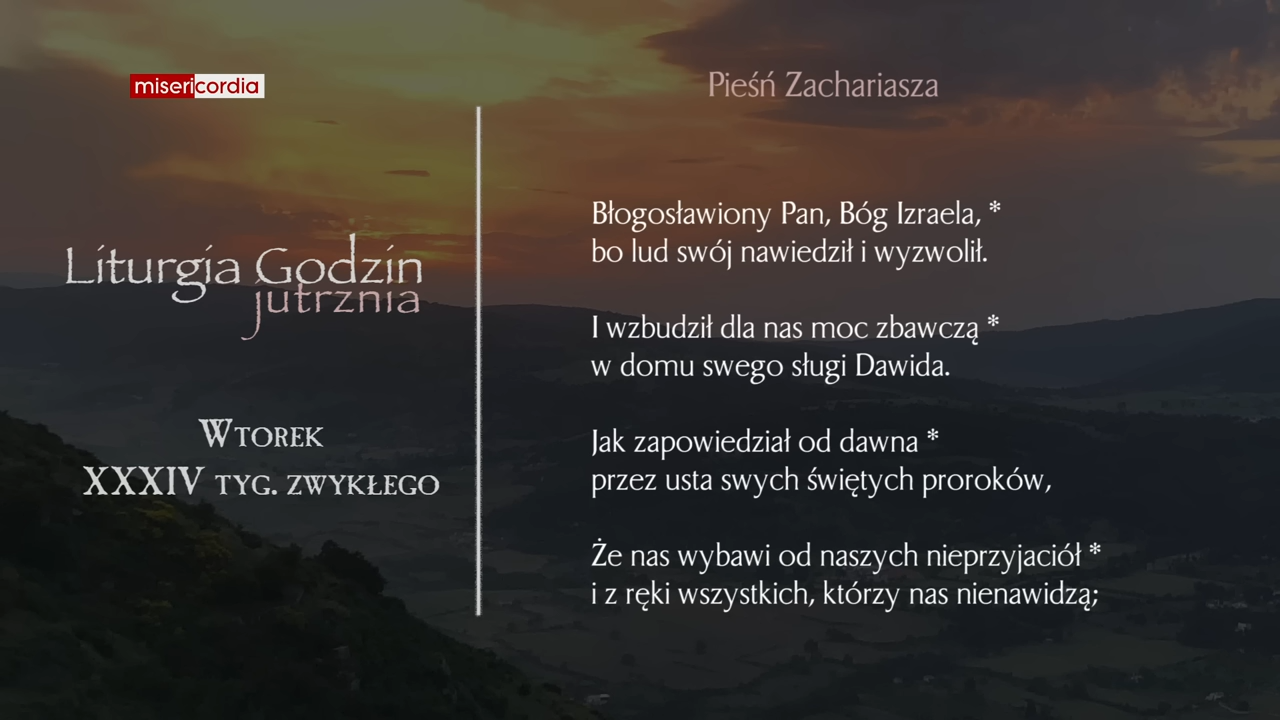 misericordia
Liturgia Godzin
jutrznia
Wtorek
XXXIV tyg. zwykłego
Pieśń Zachariasza
Błogosławiony Pan, Bóg Izraela, *
bo lud swój nawiedził i wyzwolił.
I wzbudził dla nas moc zbawczą *
w domu swego sługi Dawida.
Jak zapowiedział od dawna *
przez usta swych świętych proroków,
Że nas wybawi od naszych nieprzyjaciół *
i z ręki wszystkich, którzy nas nienawidzą;